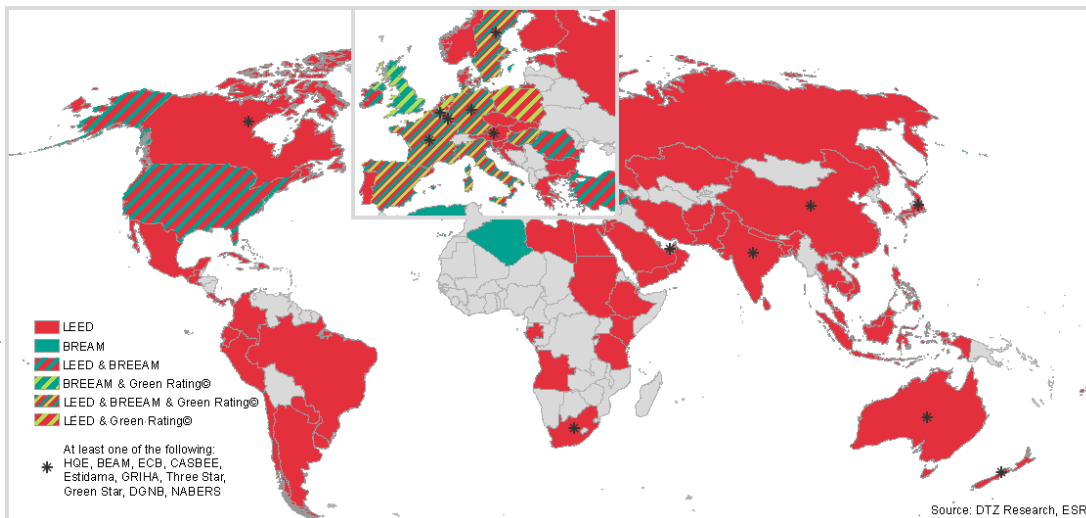 LEED
BREAM
LEED & BREEAM
BREEAM & Green Rating©
LEED & BREEAM & Green Rating©
LEED & Green Rating©
At least one of the following:
HQE, BEAM, ECB, CASBEE,
Estidama, GRIHA, Three Star,
Green Star, DGNB, NABERS
Source: DTZ Research, ESR